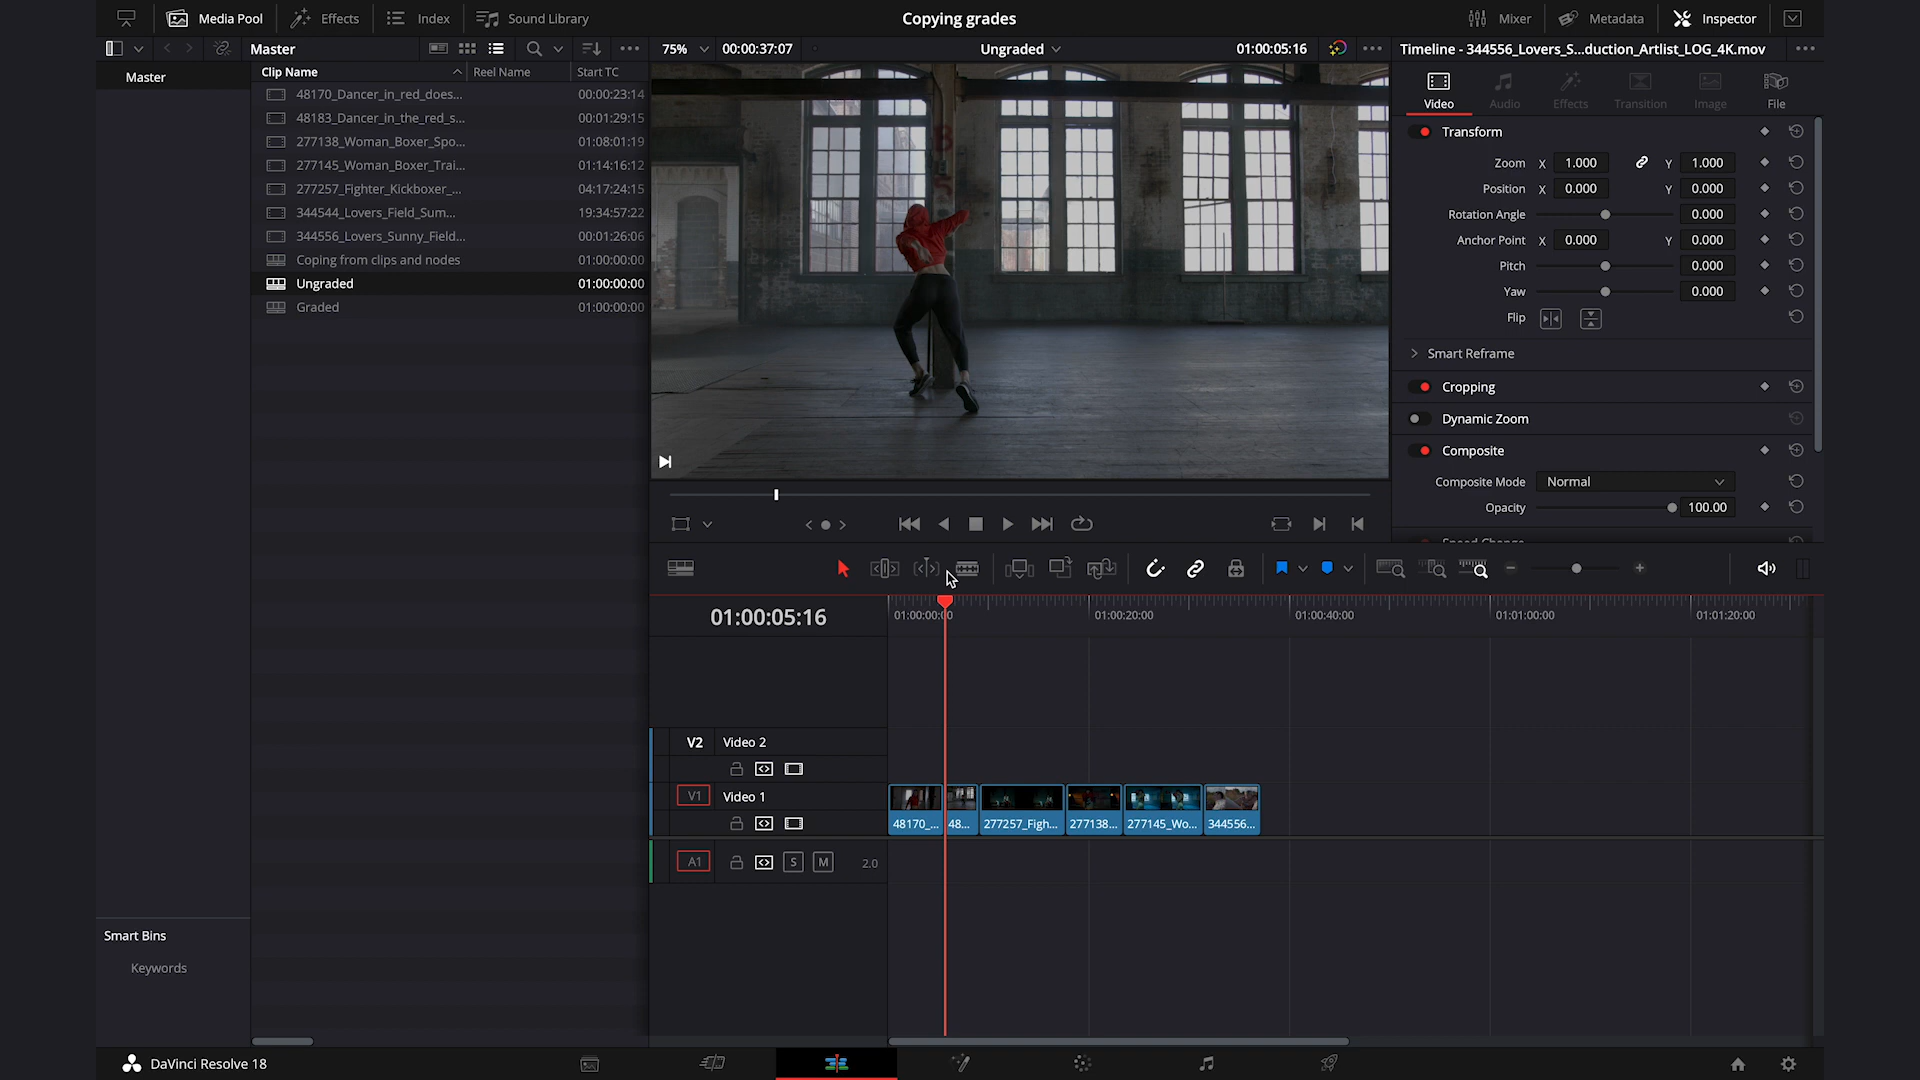 Media Pool Effects Index Sound Library Copying grades Mixer Metadata Inspector
Master 75% 00:00:37:07 Ungraded 01:00:05:16 Timeline - 344556_Lovers_S...duction_Artlist_LOG_4K.mov
Master
Clip Name Reel Name Start TC
48170_Dancer_in_red_does... 00:00:23:14
48183_Dancer_in_the_red_s... 00:01:29:15
277138_Woman_Boxer_Spo... 01:08:01:19
277145_Woman_Boxer_Trai... 01:14:16:12
277257_Fighter_Kickboxer_... 04:17:24:15
344544_Lovers_Field_Sum... 19:34:57:22
344556_Lovers_Sunny_Field... 00:01:26:06
Coping from clips and nodes 01:00:00:00
Ungraded 01:00:00:00
Graded 01:00:00:00
Video Audio Effects Transition Image File
Transform
Zoom X 1.000 Y 1.000
Position X 0.000 Y 0.000
Rotation Angle 0.000
Anchor Point X 0.000 Y 0.000
Pitch 0.000
Yaw 0.000
Flip
Smart Reframe
Cropping
Dynamic Zoom
Composite
Composite Mode Normal
Opacity 100.00
Speed Change
01:00:05:16 01:00:00:00 01:00:20:00 01:00:40:00 01:01:00:00 01:01:20:00
V2 Video 2
V1 Video 1
48170_... 48... 277257_Figh... 277138... 277145_Wo... 344556...
A1 S M 2.0
Smart Bins
Keywords
DaVinci Resolve 18